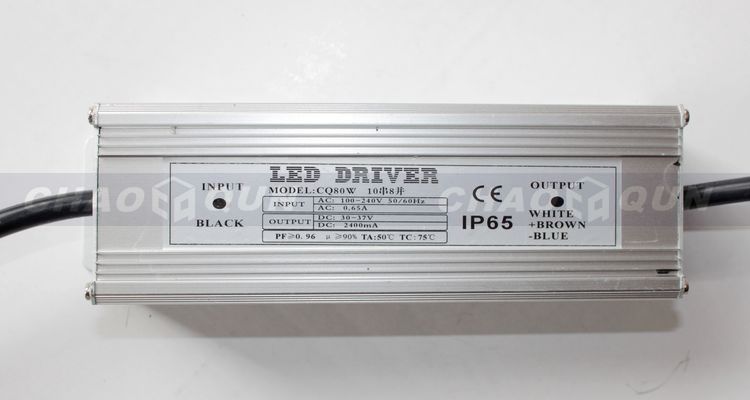 LED DRIVER
MODEL:CQ80W 10串8并
INPUT
BLACK
INPUT AC: 100-240V 50/60Hz
AC: 0.65A
OUTPUT DC: 30-37V
DC: 2400mA
PF≥0.96 μ≥90% TA:50℃ TC:75℃
CE
IP65
OUTPUT
WHITE
+BROWN
-BLUE
CHAO QUN
CHAO QUN